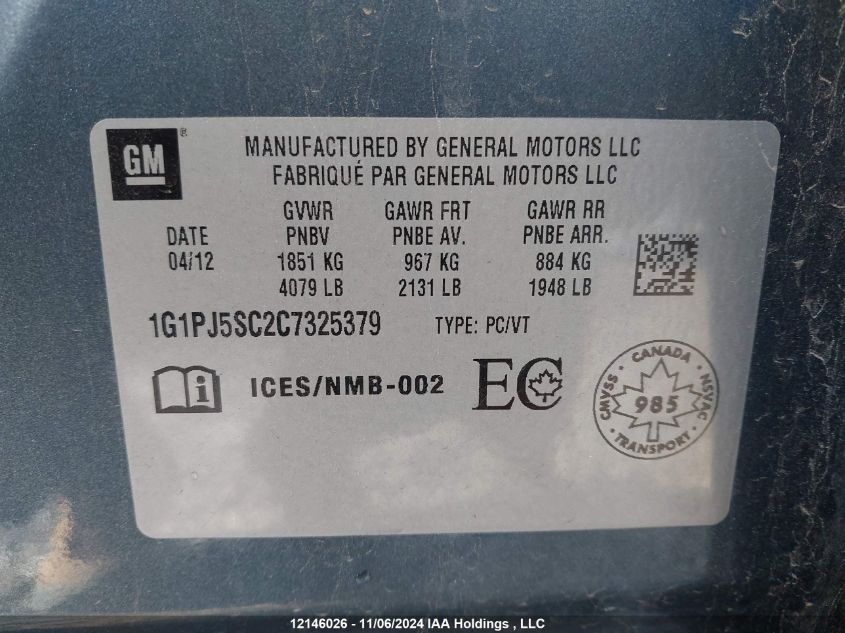 GM ®
MANUFACTURED BY GENERAL MOTORS LLC
FABRIQUÉ PAR GENERAL MOTORS LLC
GVWR GAWR FRT GAWR RR
DATE PNBV PNBE AV. PNBE ARR.
04/12 1851 KG 967 KG 884 KG
4079 LB 2131 LB 1948 LB
1G1PJ5SC2C7325379 TYPE: PC/VT
i ICES/NMB-002 EC
CANADA
CMVSS 985 NSVAC
TRANSPORT
12146026 - 11/06/2024 IAA Holdings , LLC